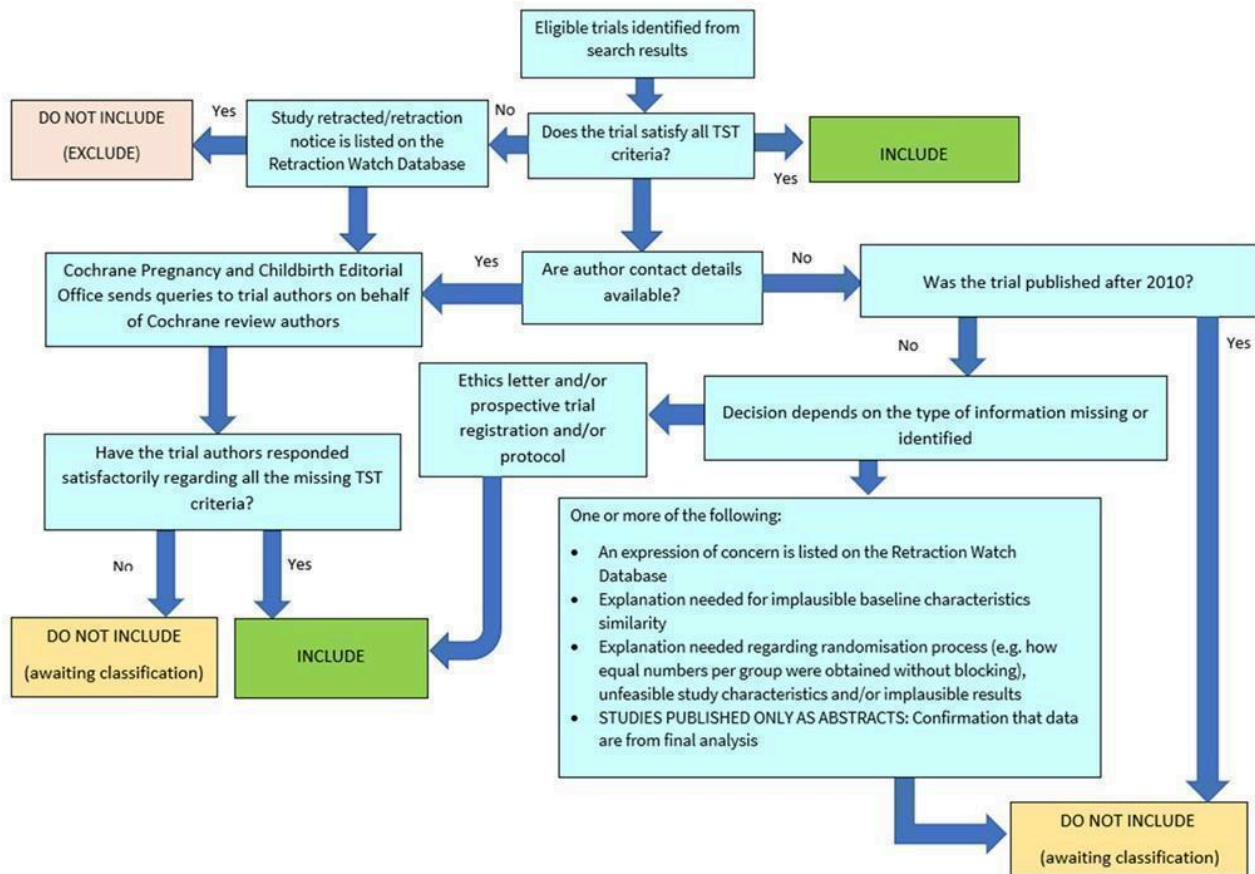 Eligible trials identified from
search results
DO NOT INCLUDE
(EXCLUDE)
Yes
Study retracted/retraction
notice is listed on the
Retraction Watch Database
No
Does the trial satisfy all TST
criteria?
Yes
INCLUDE
Cochrane Pregnancy and Childbirth Editorial
Office sends queries to trial authors on behalf
of Cochrane review authors
Yes
Are author contact details
available?
No
Was the trial published after 2010?
No
Yes
Ethics letter and/or
prospective trial
registration and/or
protocol
Decision depends on the type of information missing or
identified
Have the trial authors responded
satisfactorily regarding all the missing TST
criteria?
One or more of the following:
• An expression of concern is listed on the Retraction Watch
Database
• Explanation needed for implausible baseline characteristics
similarity
• Explanation needed regarding randomisation process (e.g. how
equal numbers per group were obtained without blocking),
unfeasible study characteristics and/or implausible results
• STUDIES PUBLISHED ONLY AS ABSTRACTS: Confirmation that data
are from final analysis
No
Yes
DO NOT INCLUDE
(awaiting classification)
INCLUDE
DO NOT INCLUDE
(awaiting classification)